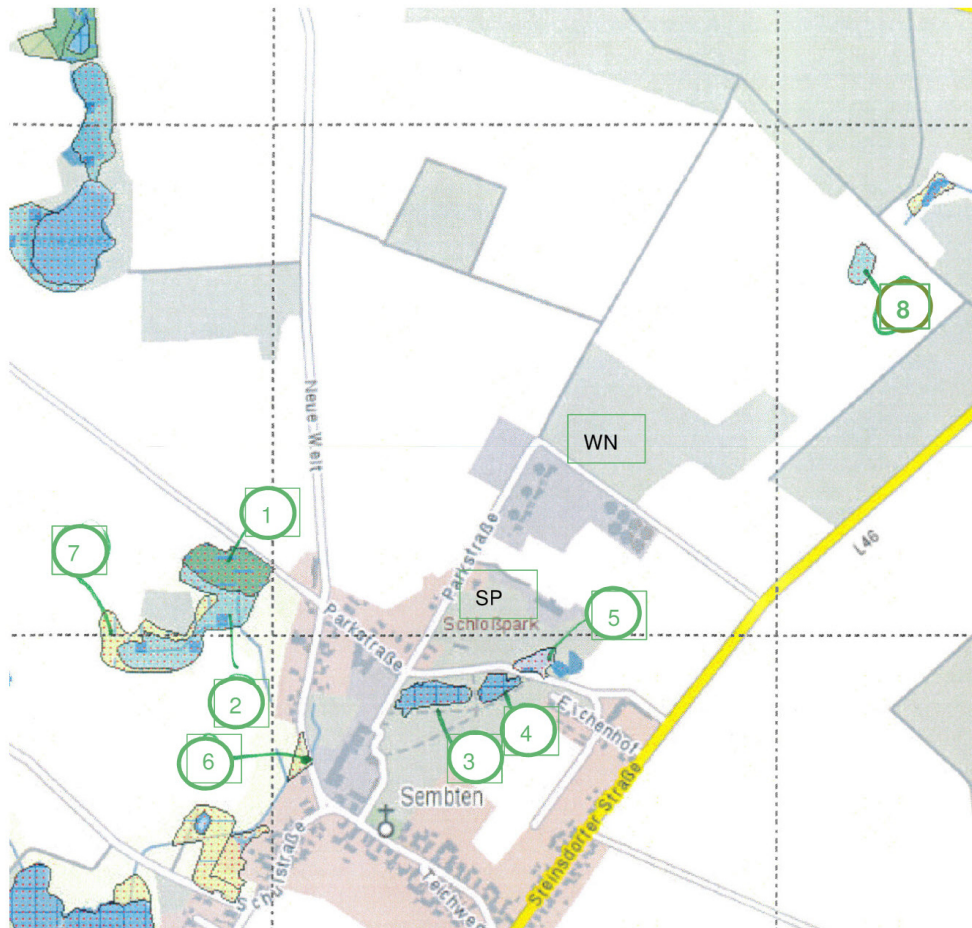 8
Neue Welt
WN
1
L46
7
Parkstraße
SP
Schloßpark
5
Parkstraße
2
Eichenhof
4
3
6
Sembten
Steinsdorfer Straße
Schulstraße
Teichweg